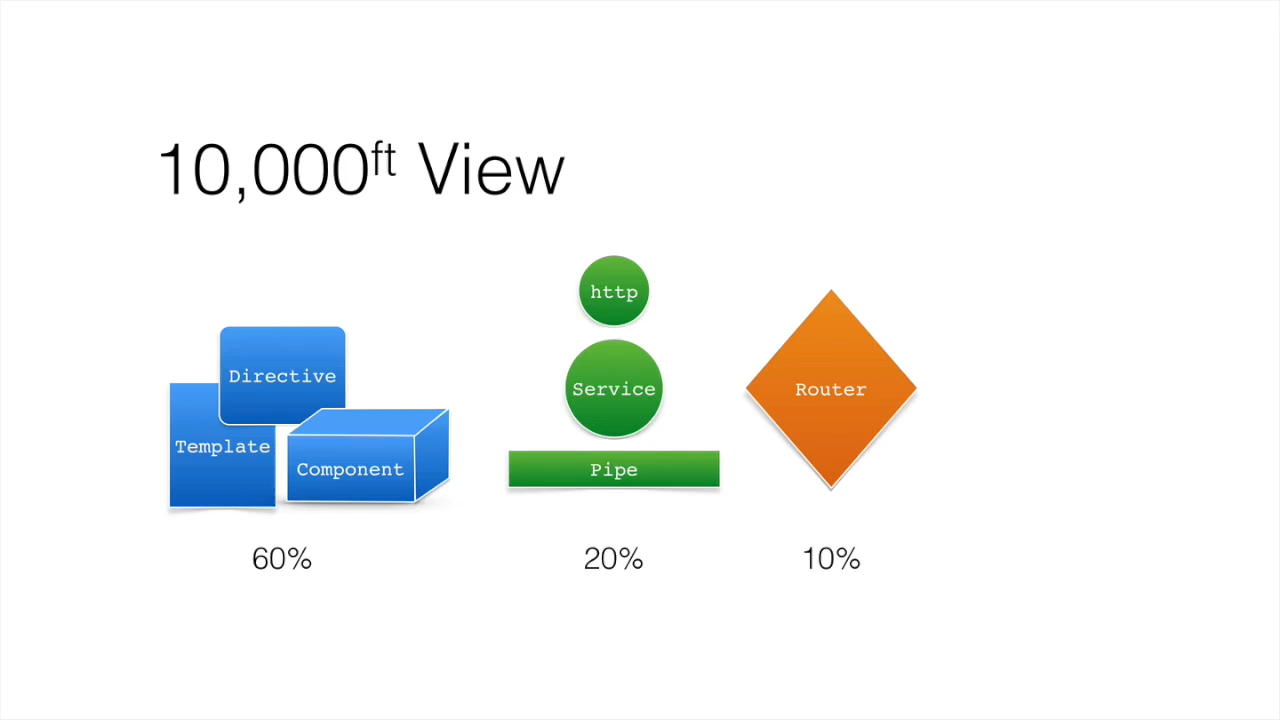 10,000ft View
http
Directive
Service
Router
Template
Component
Pipe
60%
20%
10%